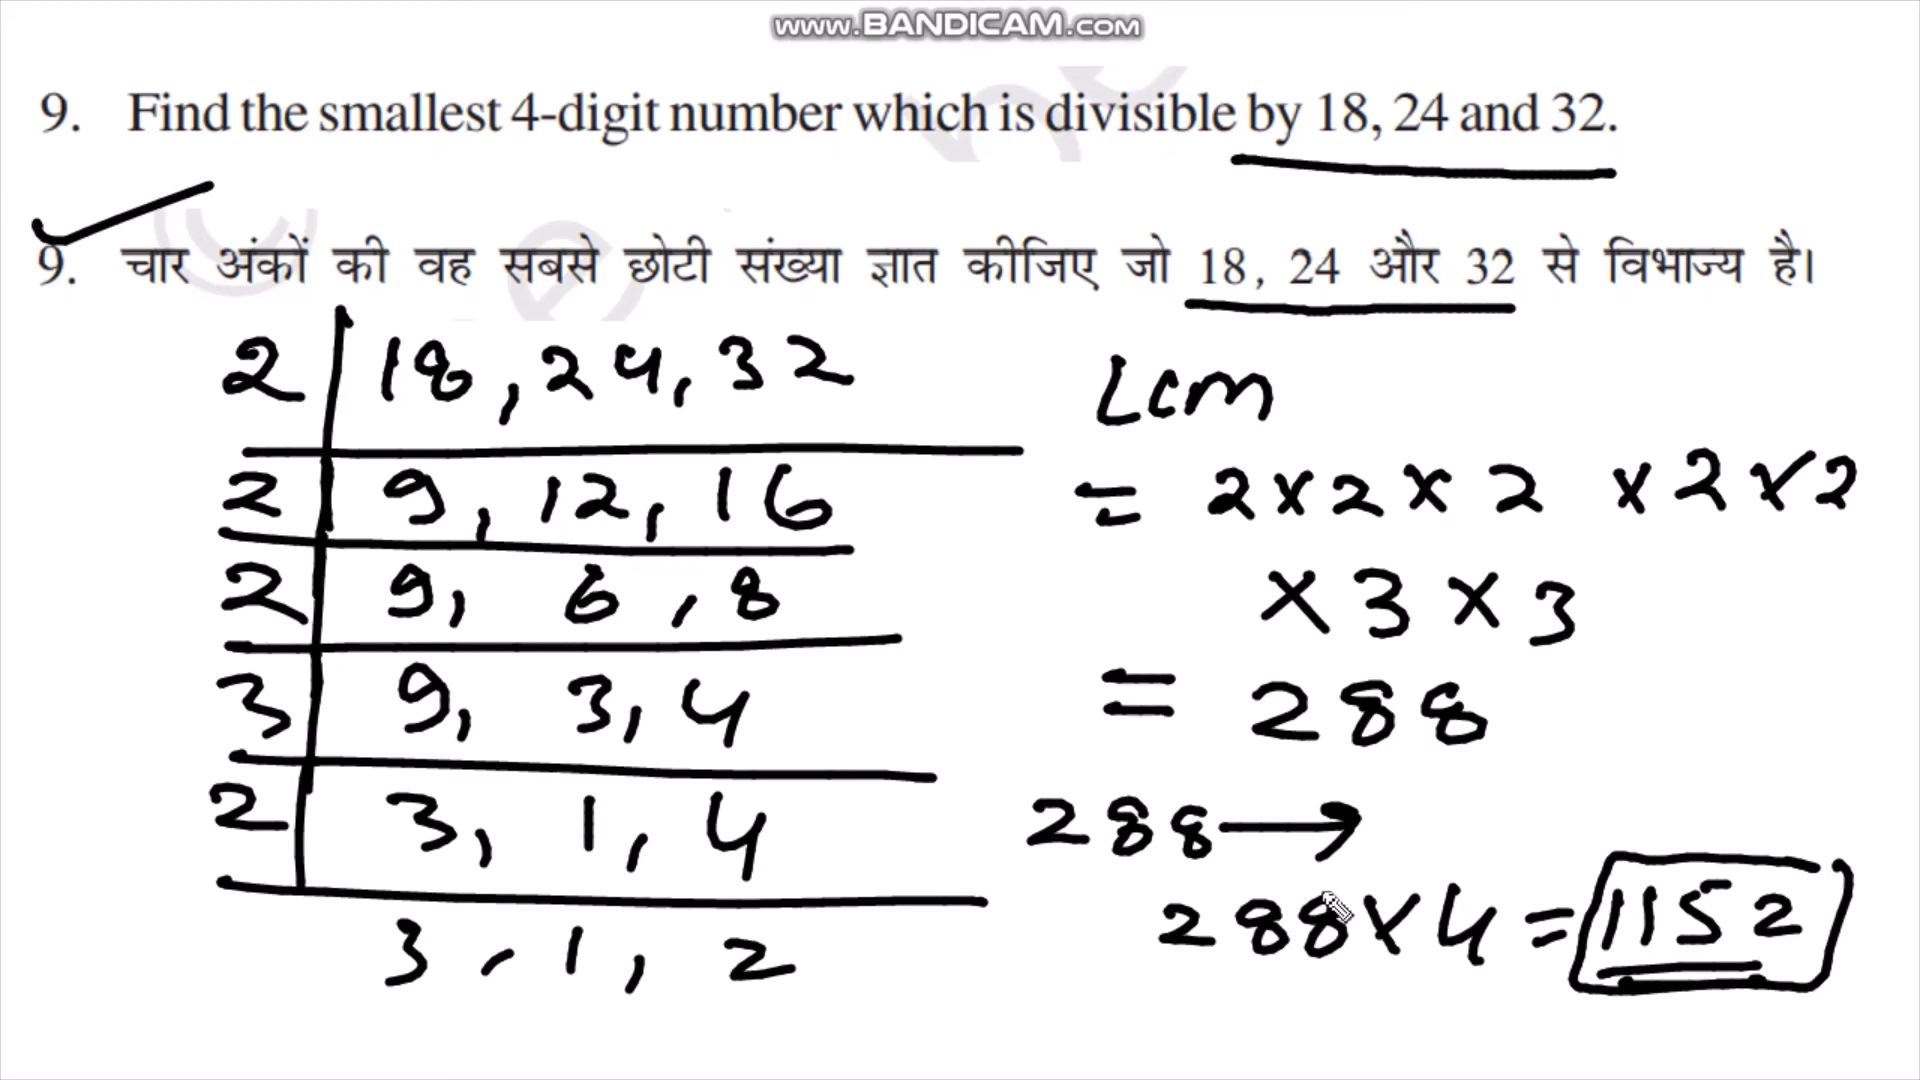 www.BANDICAM.com
9. Find the smallest 4-digit number which is divisible by 18, 24 and 32.
9. चार अंकों की वह सबसे छोटी संख्या ज्ञात कीजिए जो 18, 24 और 32 से विभाज्य है।
2 | 18, 24, 32
2 | 9, 12, 16
2 | 9, 6, 8
3 | 9, 3, 4
2 | 3, 1, 4
3, 1, 2
Lcm
= 2 × 2 × 2 × 2 × 2
× 3 × 3
= 288
288 →
288 × 4 = 1152